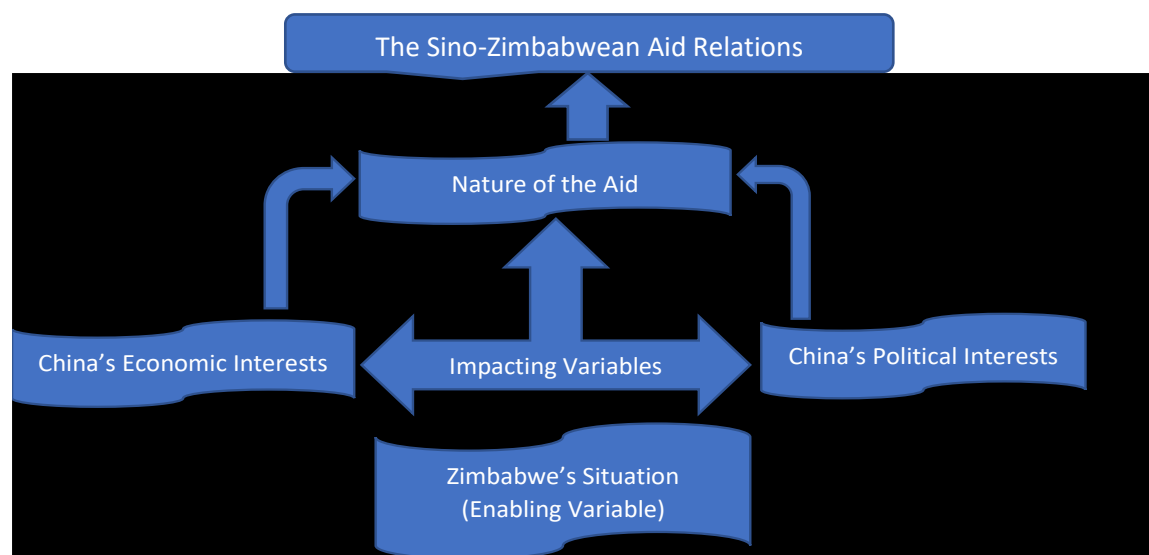 The Sino-Zimbabwean Aid Relations
Nature of the Aid
China’s Economic Interests
Impacting Variables
China’s Political Interests
Zimbabwe’s Situation
(Enabling Variable)